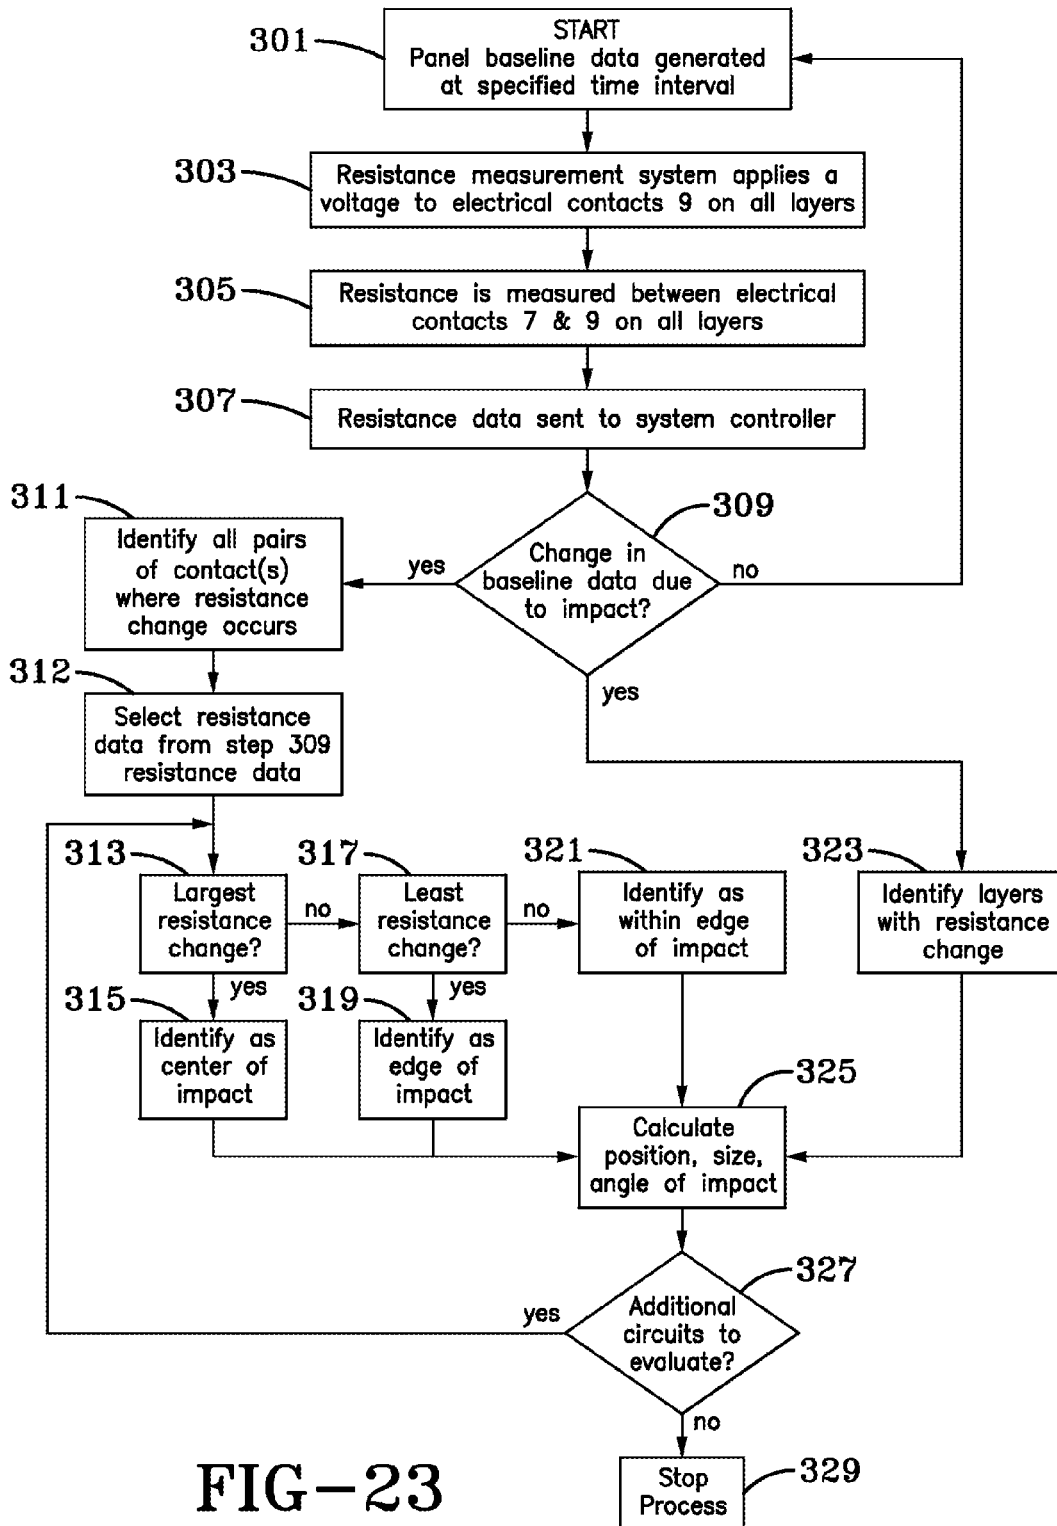 301
START
Panel baseline data generated
at specified time interval
303
Resistance measurement system applies a
voltage to electrical contacts 9 on all layers
305
Resistance is measured between electrical
contacts 7 & 9 on all layers
307
Resistance data sent to system controller
309
Change in
baseline data due
to impact?
yes
no
yes
311
Identify all pairs
of contact(s)
where resistance
change occurs
312
Select resistance
data from step 309
resistance data
313
Largest
resistance
change?
no
yes
317
Least
resistance
change?
no
yes
321
Identify as
within edge
of impact
323
Identify layers
with resistance
change
315
Identify as
center of
impact
319
Identify as
edge of
impact
325
Calculate
position, size,
angle of impact
327
Additional
circuits to
evaluate?
yes
no
329
Stop
Process
FIG-23